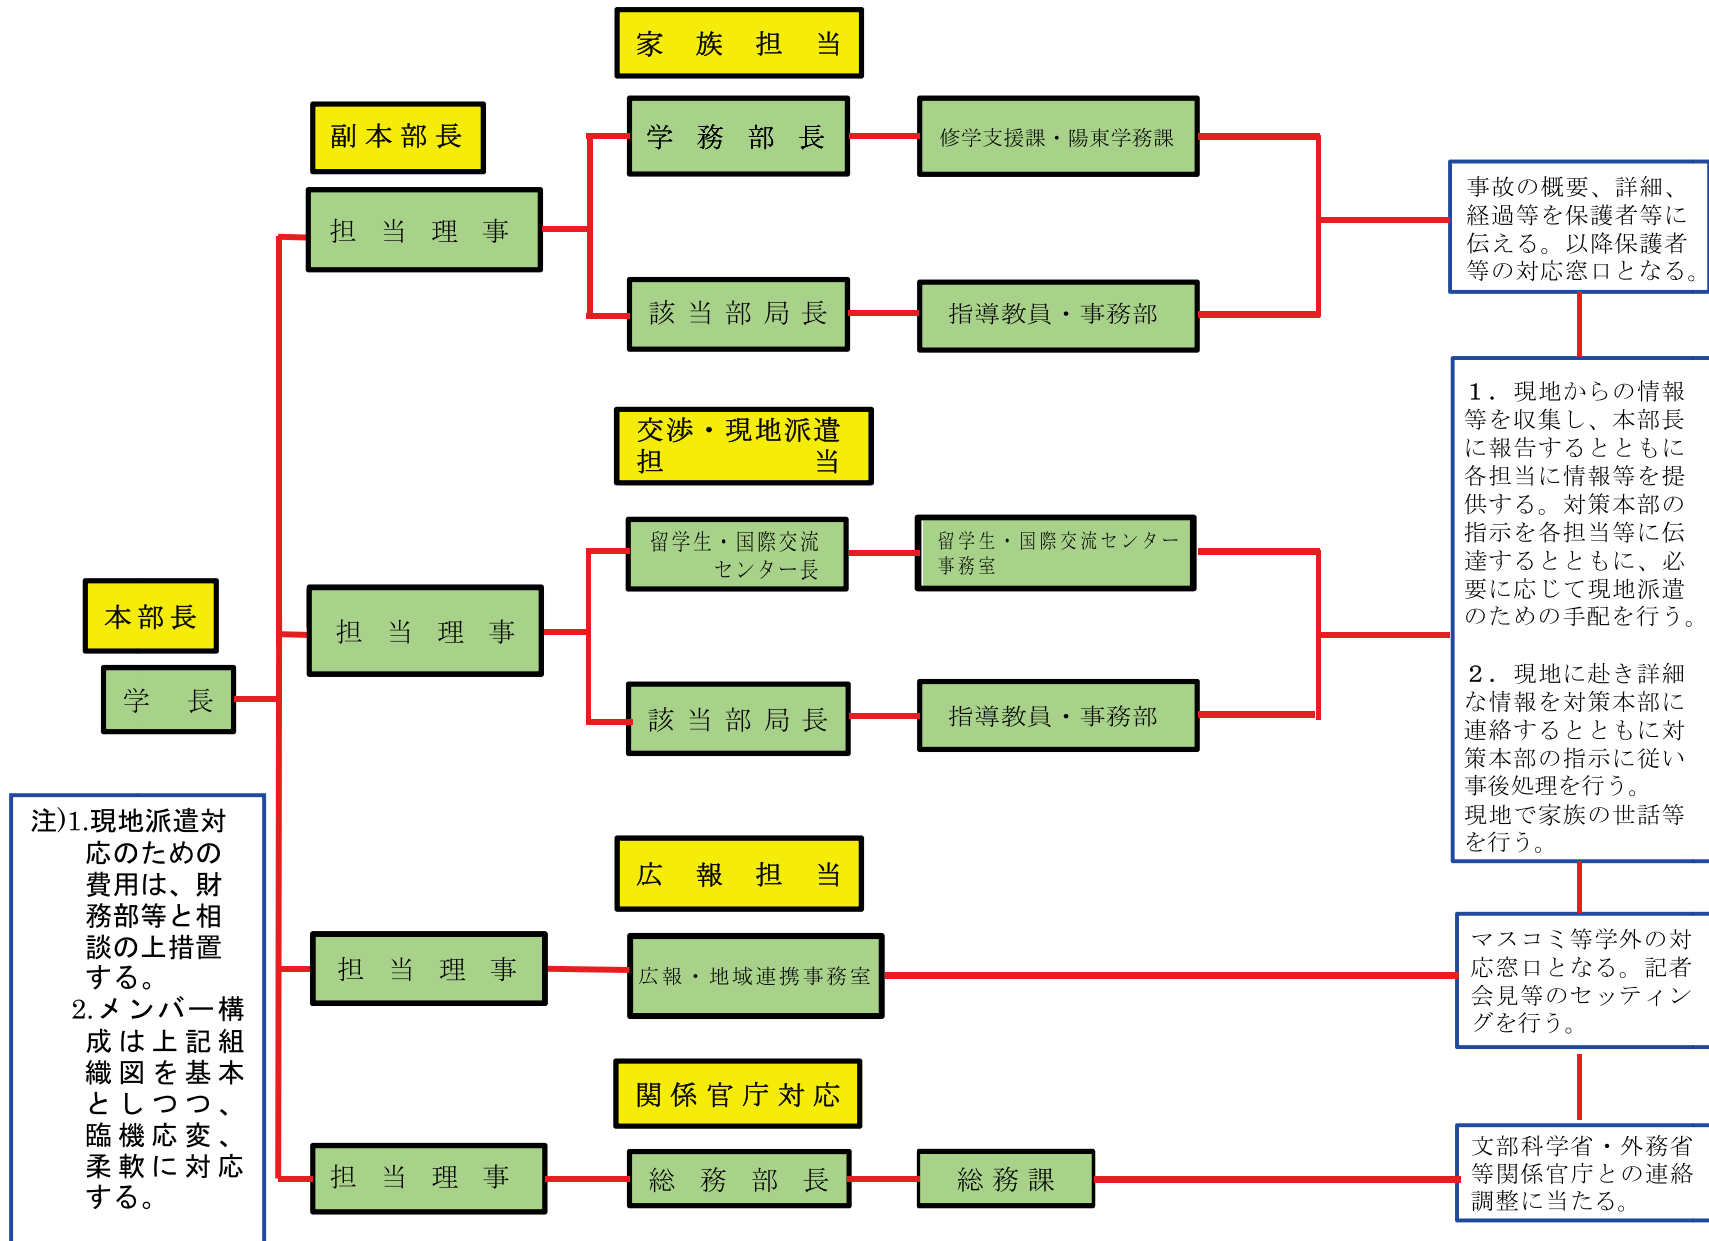 家族担当
副本部長
学務部長
修学支援課・陽東学務課
担当理事
事故の概要、詳細、
経過等を保護者等に
伝える。以降保護者
等の対応窓口となる。
該当部局長
指導教員・事務部
交渉・現地派遣
担当
留学生・国際交流
センター長
留学生・国際交流センター
事務室
本部長
担当理事
学長
該当部局長
指導教員・事務部
1．現地からの情報
等を収集し、本部長
に報告するとともに
各担当に情報等を提
供する。対策本部の
指示を各担当等に伝
達するとともに、必
要に応じて現地派遣
のための手配を行う。
2．現地に赴き詳細
な情報を対策本部に
連絡するとともに対
策本部の指示に従い
事後処理を行う。
現地で家族の世話等
を行う。
注)1.現地派遣対
応のための
費用は、財
務部等と相
談の上措置
する。
2.メンバー構
成は上記組
織図を基本
としつつ、
臨機応変、
柔軟に対応
する。
広報担当
担当理事
広報・地域連携事務室
マスコミ等学外の対
応窓口となる。記者
会見等のセッティン
グを行う。
関係官庁対応
担当理事
総務部長
総務課
文部科学省・外務省
等関係官庁との連絡
調整に当たる。